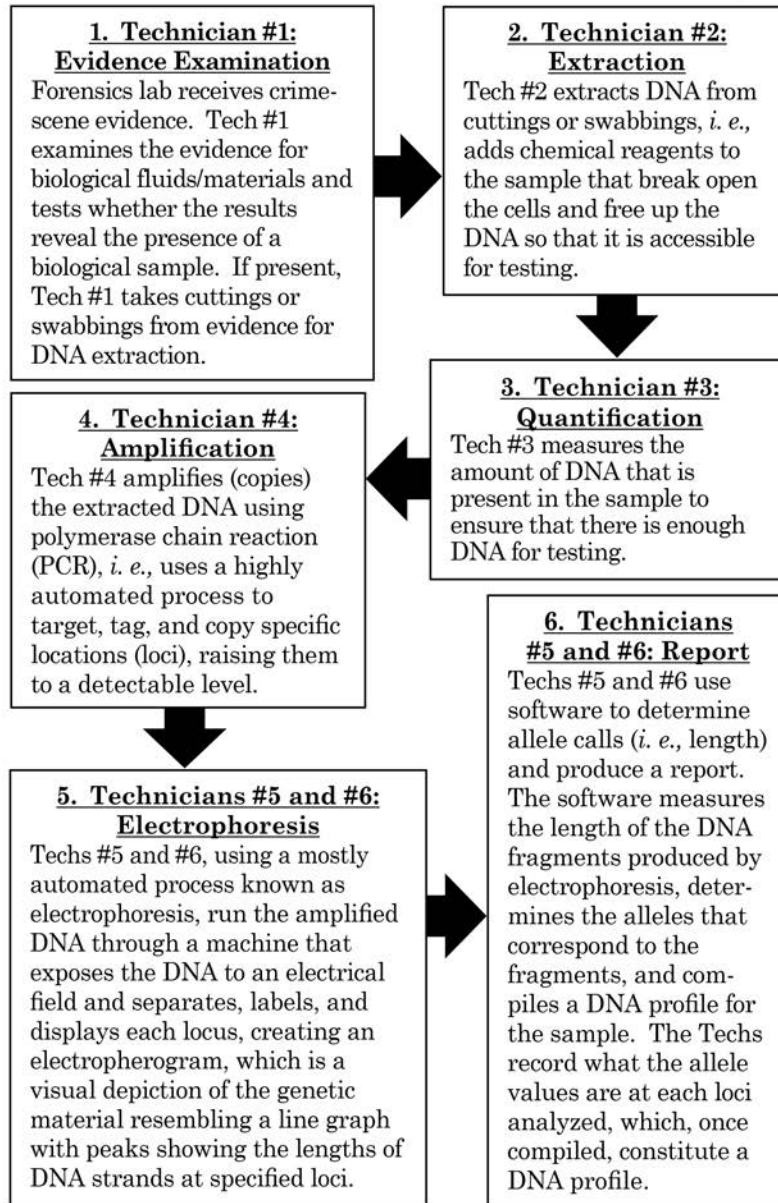 1. Technician #1:
Evidence Examination
Forensics lab receives crime-
scene evidence. Tech #1
examines the evidence for
biological fluids/materials and
tests whether the results
reveal the presence of a
biological sample. If present,
Tech #1 takes cuttings or
swabbings from evidence for
DNA extraction.
2. Technician #2:
Extraction
Tech #2 extracts DNA from
cuttings or swabbings, i. e.,
adds chemical reagents to
the sample that break open
the cells and free up the
DNA so that it is accessible
for testing.
3. Technician #3:
Quantification
Tech #3 measures the
amount of DNA that is
present in the sample to
ensure that there is enough
DNA for testing.
4. Technician #4:
Amplification
Tech #4 amplifies (copies)
the extracted DNA using
polymerase chain reaction
(PCR), i. e., uses a highly
automated process to
target, tag, and copy specific
locations (loci), raising them
to a detectable level.
5. Technicians #5 and #6:
Electrophoresis
Techs #5 and #6, using a mostly
automated process known as
electrophoresis, run the amplified
DNA through a machine that
exposes the DNA to an electrical
field and separates, labels, and
displays each locus, creating an
electropherogram, which is a
visual depiction of the genetic
material resembling a line graph
with peaks showing the lengths of
DNA strands at specified loci.
6. Technicians
#5 and #6: Report
Techs #5 and #6 use
software to determine
allele calls (i. e., length)
and produce a report.
The software measures
the length of the DNA
fragments produced by
electrophoresis, deter-
mines the alleles that
correspond to the
fragments, and com-
piles a DNA profile for
the sample. The Techs
record what the allele
values are at each loci
analyzed, which, once
compiled, constitute a
DNA profile.